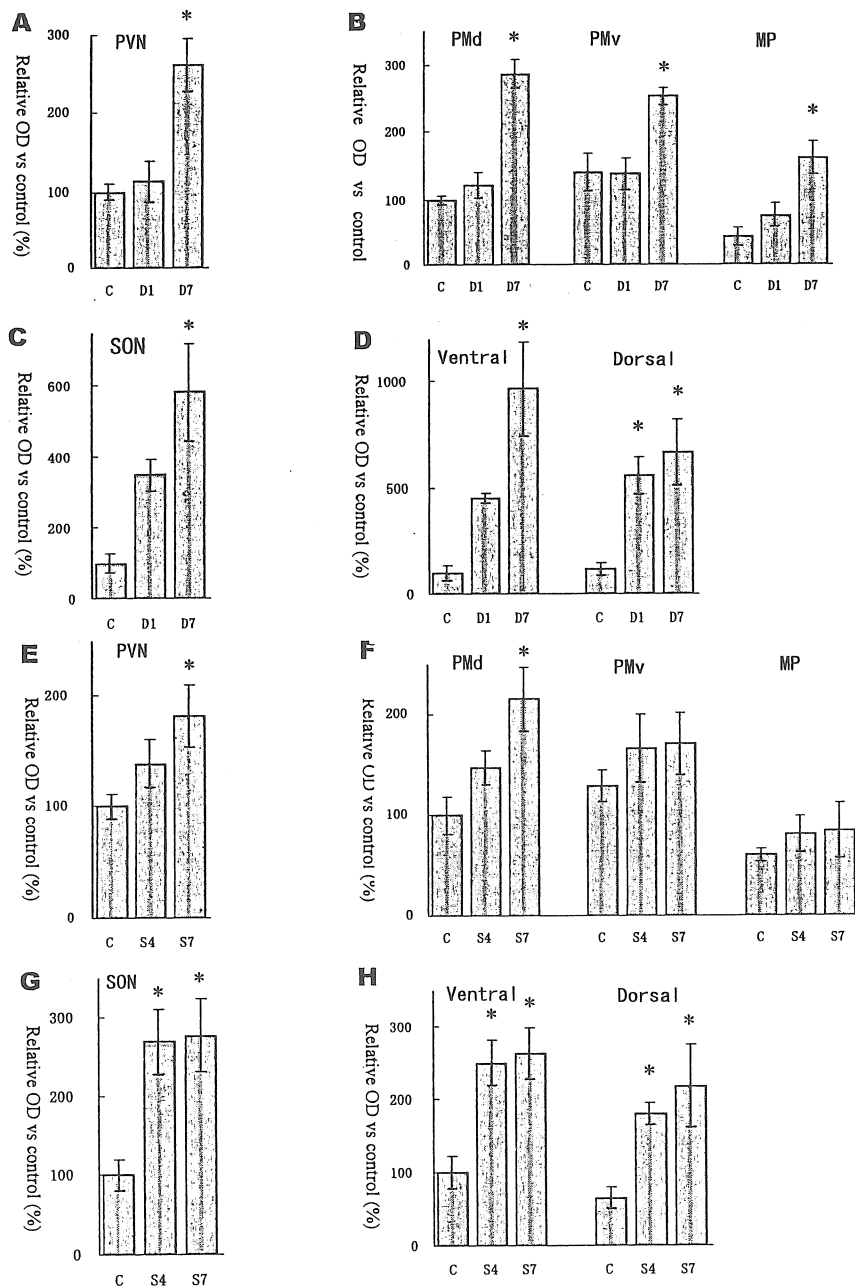 A
PVN
*
Relative OD vs control (%)
300
200
100
0
C D1 D7
B
PMd PMv MP
* * *
Relative OD vs control
300
200
100
0
C D1 D7 C D1 D7 C D1 D7
C
SON
*
Relative OD vs control (%)
600
400
200
0
C D1 D7
D
Ventral Dorsal
* * *
Relative OD vs control (%)
1000
500
0
C D1 D7 C D1 D7
E
PVN
*
Relative OD vs control (%)
200
100
0
C S4 S7
F
PMd PMv MP
*
Relative OD vs control (%)
200
100
0
C S4 S7 C S4 S7 C S4 S7
G
SON
* *
Relative OD vs control (%)
300
200
100
0
C S4 S7
H
Ventral Dorsal
* * * *
Relative OD vs control (%)
300
200
100
0
C S4 S7 C S4 S7